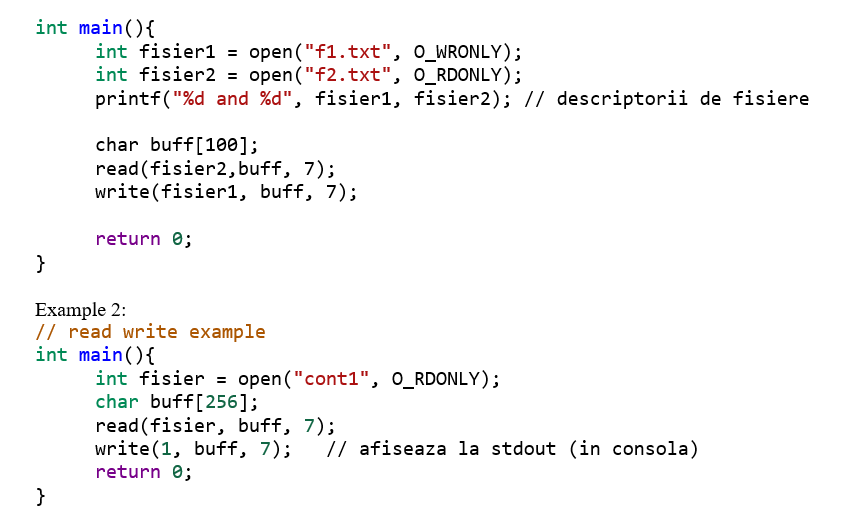 int main(){
int fisier1 = open("f1.txt", O_WRONLY);
int fisier2 = open("f2.txt", O_RDONLY);
printf("%d and %d", fisier1, fisier2); // descriptorii de fisiere
char buff[100];
read(fisier2,buff, 7);
write(fisier1, buff, 7);
return 0;
}
Example 2:
// read write example
int main(){
int fisier = open("cont1", O_RDONLY);
char buff[256];
read(fisier, buff, 7);
write(1, buff, 7); // afiseaza la stdout (in consola)
return 0;
}